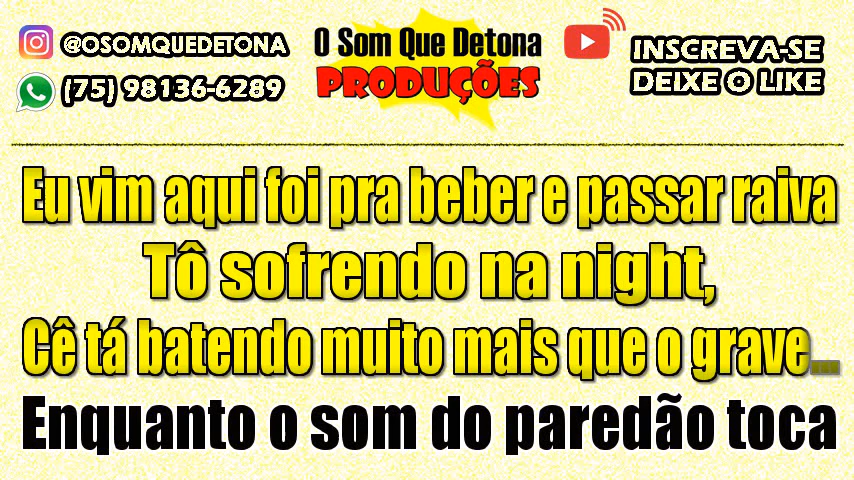 @OSOMQUEDETONA
(75) 98136-6289
O Som Que Detona
PRODUÇÕES
INSCREVA-SE
DEIXE O LIKE
Eu vim aqui foi pra beber e passar raiva
Tô sofrendo na night,
Cê tá batendo muito mais que o grave...
Enquanto o som do paredão toca